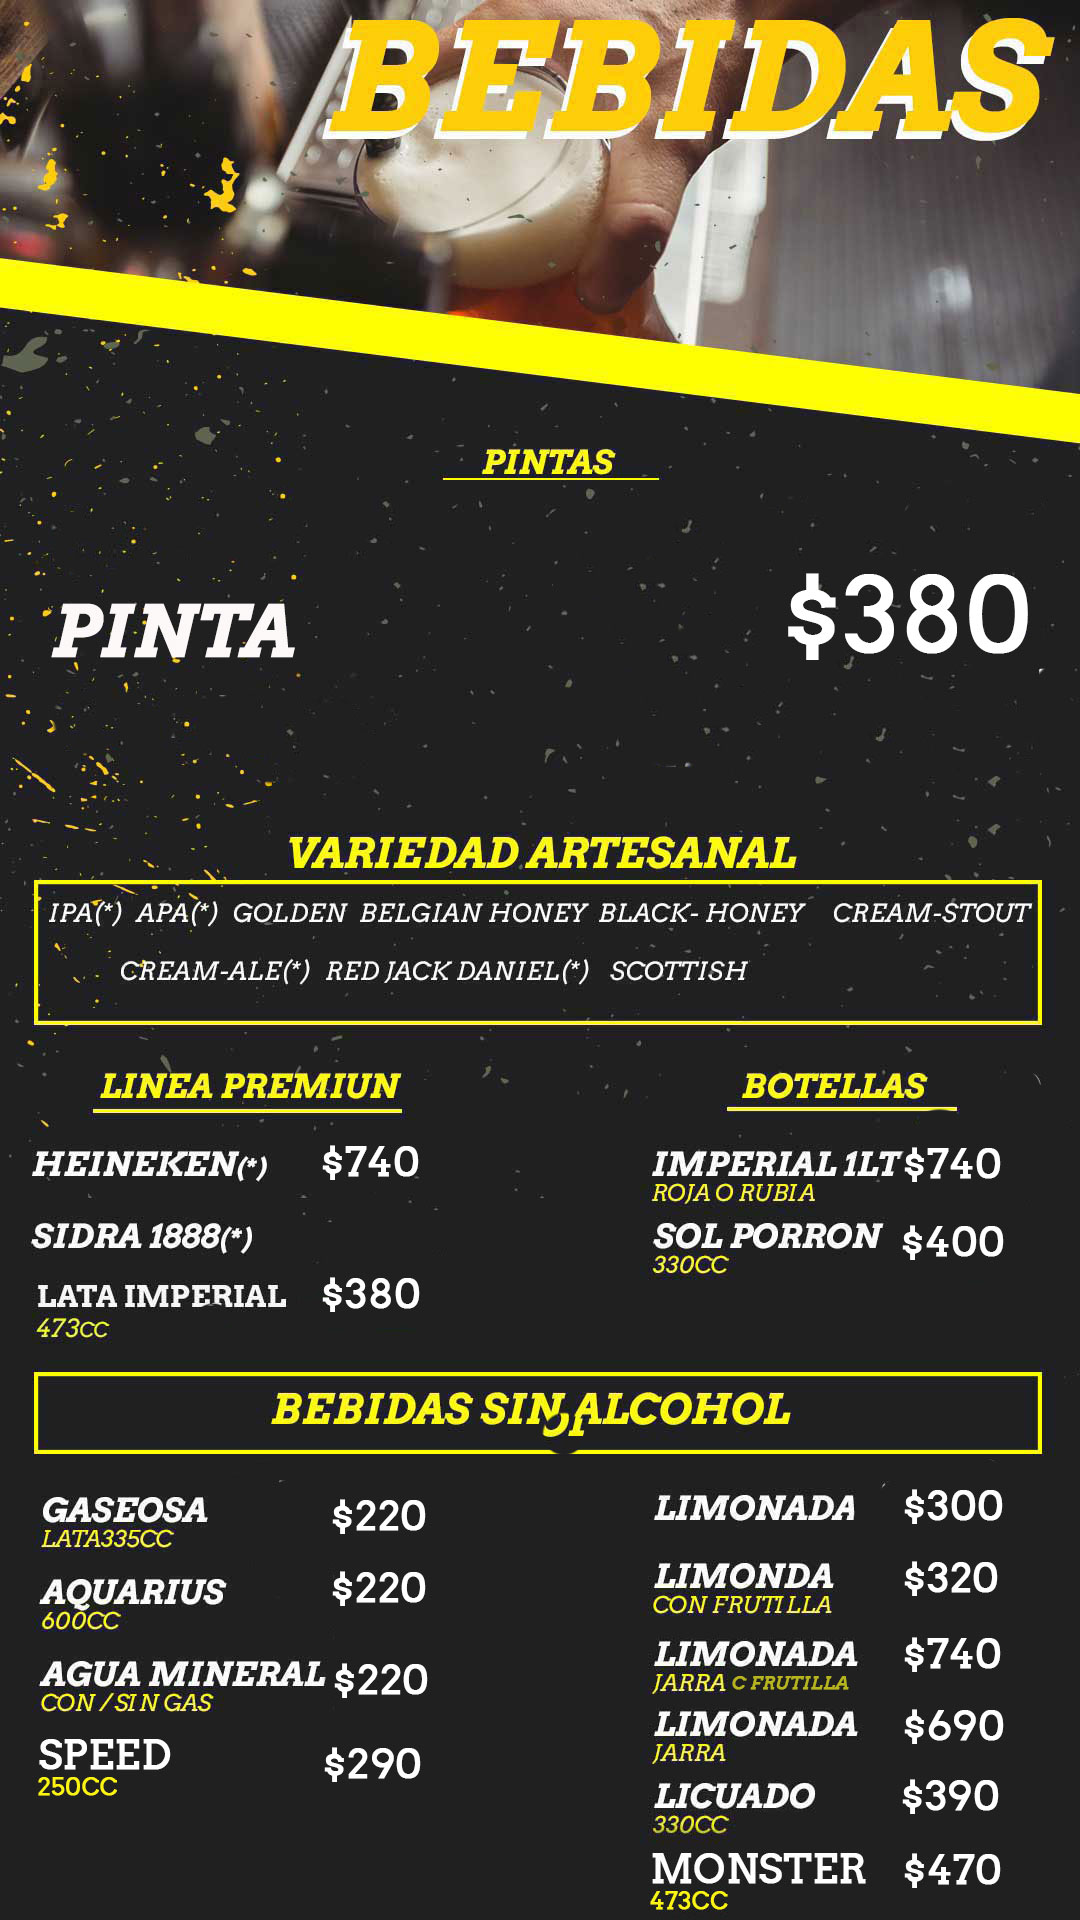 BEBIDAS
PINTAS
PINTA $380
VARIEDAD ARTESANAL
IPA(*) APA(*) GOLDEN BELGIAN HONEY BLACK- HONEY CREAM-STOUT
CREAM-ALE(*) RED JACK DANIEL(*) SCOTTISH
LINEA PREMIUN
HEINEKEN(*) $740
SIDRA 1888(*)
LATA IMPERIAL $380
473CC
BOTELLAS
IMPERIAL 1LT $740
ROJA O RUBIA
SOL PORRON $400
330CC
BEBIDAS SIN ALCOHOL
GASEOSA $220
LATA335CC
AQUARIUS $220
600CC
AGUA MINERAL $220
CON / SIN GAS
SPEED $290
250CC
LIMONADA $300
LIMONDA $320
CON FRUTILLA
LIMONADA $740
JARRA C FRUTILLA
LIMONADA $690
JARRA
LICUADO $390
330CC
MONSTER $470
473CC